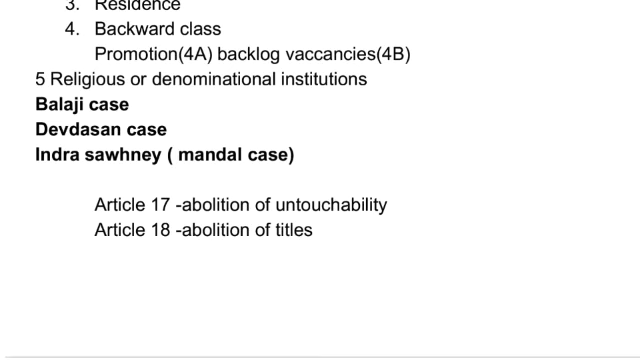 3. Residence
4. Backward class
Promotion(4A) backlog vaccancies(4B)
5 Religious or denominational institutions
Balaji case
Devdasan case
Indra sawhney ( mandal case)
Article 17 -abolition of untouchability
Article 18 -abolition of titles